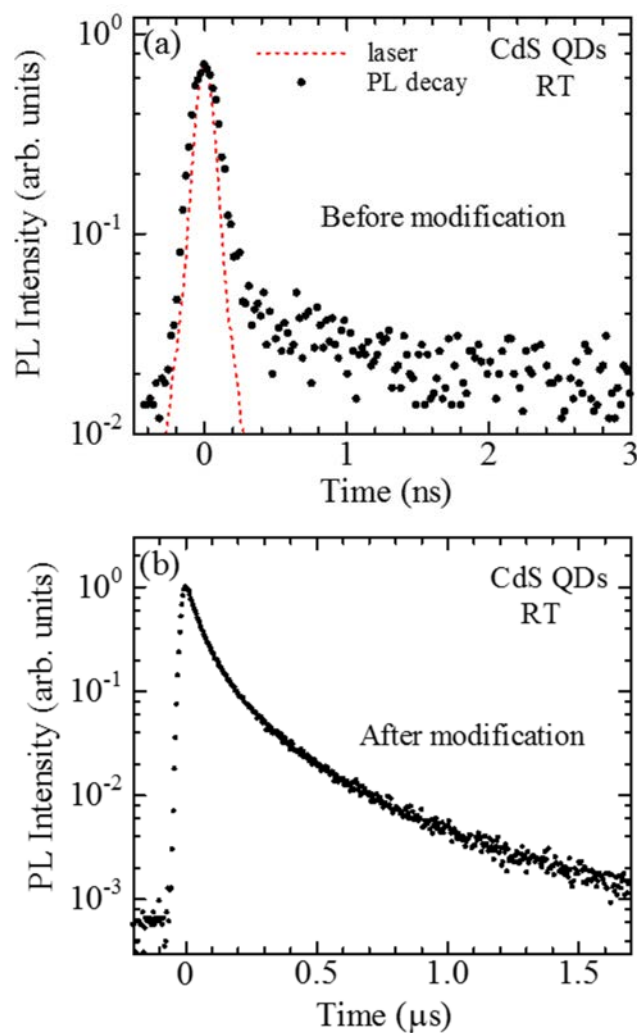 (a)
laser
PL decay
CdS QDs
RT
Before modification
10⁰
10⁻¹
10⁻²
PL Intensity (arb. units)
0 1 2 3
Time (ns)
(b)
CdS QDs
RT
After modification
10⁰
10⁻¹
10⁻²
10⁻³
PL Intensity (arb. units)
0 0.5 1.0 1.5
Time (μs)